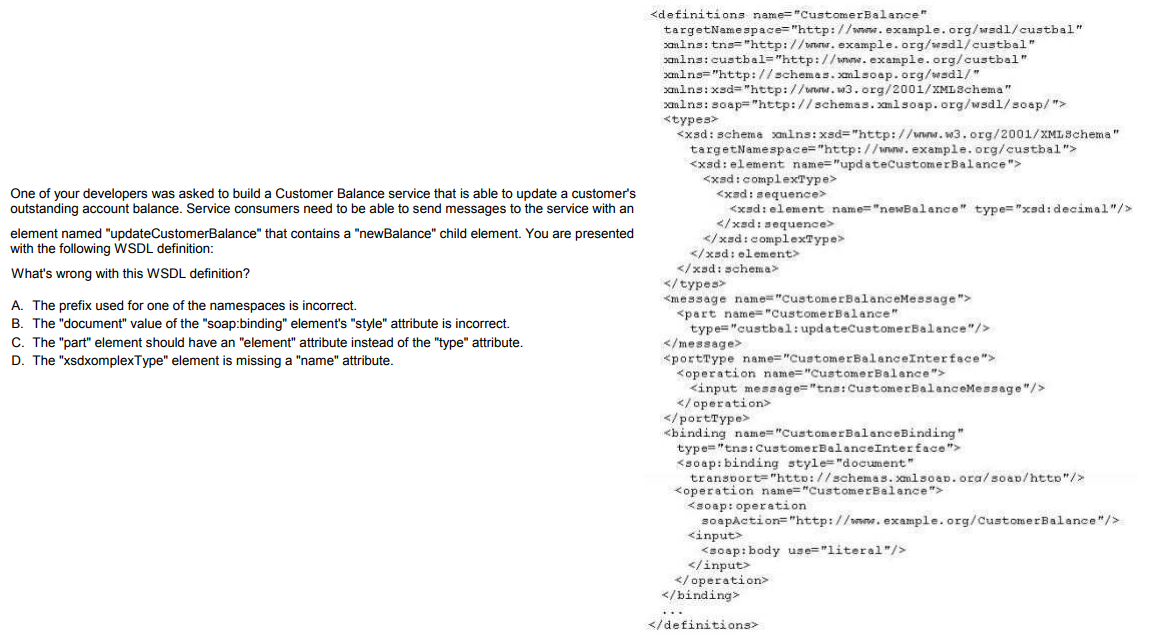 One of your developers was asked to build a Customer Balance service that is able to update a customer's
outstanding account balance. Service consumers need to be able to send messages to the service with an
element named "updateCustomerBalance" that contains a "newBalance" child element. You are presented
with the following WSDL definition:
What's wrong with this WSDL definition?
A. The prefix used for one of the namespaces is incorrect.
B. The "document" value of the "soap:binding" element's "style" attribute is incorrect.
C. The "part" element should have an "element" attribute instead of the "type" attribute.
D. The "xsdxomplexType" element is missing a "name" attribute.
<definitions name="CustomerBalance"
targetNamespace="http://www.example.org/wsdl/custbal"
xmlns:tns="http://www.example.org/wsdl/custbal"
xmlns:custbal="http://www.example.org/custbal"
xmlns="http://schemas.xmlsoap.org/wsdl/"
xmlns:xsd="http://www.w3.org/2001/XMLSchema"
xmlns:soap="http://schemas.xmlsoap.org/wsdl/soap/">
<types>
<xsd:schema xmlns:xsd="http://www.w3.org/2001/XMLSchema"
targetNamespace="http://www.example.org/custbal">
<xsd:element name="updateCustomerBalance">
<xsd:complexType>
<xsd:sequence>
<xsd:element name="newBalance" type="xsd:decimal"/>
</xsd:sequence>
</xsd:complexType>
</xsd:element>
</xsd:schema>
</types>
<message name="CustomerBalanceMessage">
<part name="CustomerBalance"
type="custbal:updateCustomerBalance"/>
</message>
<portType name="CustomerBalanceInterface">
<operation name="CustomerBalance">
<input message="tns:CustomerBalanceMessage"/>
</operation>
</portType>
<binding name="CustomerBalanceBinding"
type="tns:CustomerBalanceInterface">
<soap:binding style="document"
transport="http://schemas.xmlsoap.org/soap/http"/>
<operation name="CustomerBalance">
<soap:operation
soapAction="http://www.example.org/CustomerBalance"/>
<input>
<soap:body use="literal"/>
</input>
</operation>
</binding>
...
</definitions>